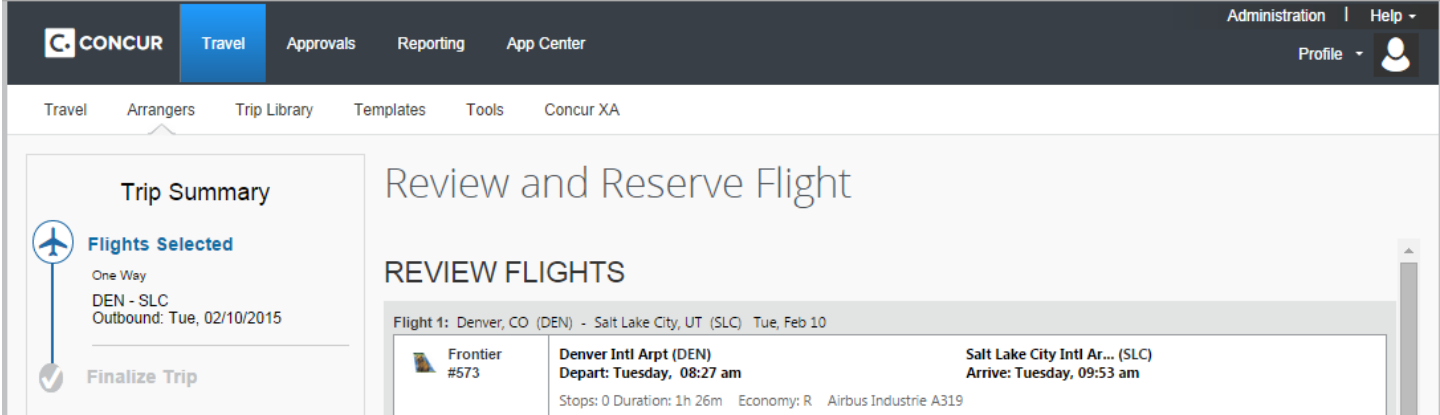 Administration | Help
C. CONCUR Travel Approvals Reporting App Center
Profile
Travel Arrangers Trip Library Templates Tools Concur XA
Trip Summary
Flights Selected
One Way
DEN - SLC
Outbound: Tue, 02/10/2015
Finalize Trip
Review and Reserve Flight
REVIEW FLIGHTS
Flight 1: Denver, CO (DEN) - Salt Lake City, UT (SLC) Tue, Feb 10
Frontier
#573
Denver Intl Arpt (DEN)
Depart: Tuesday, 08:27 am
Salt Lake City Intl Ar... (SLC)
Arrive: Tuesday, 09:53 am
Stops: 0 Duration: 1h 26m Economy: R Airbus Industrie A319